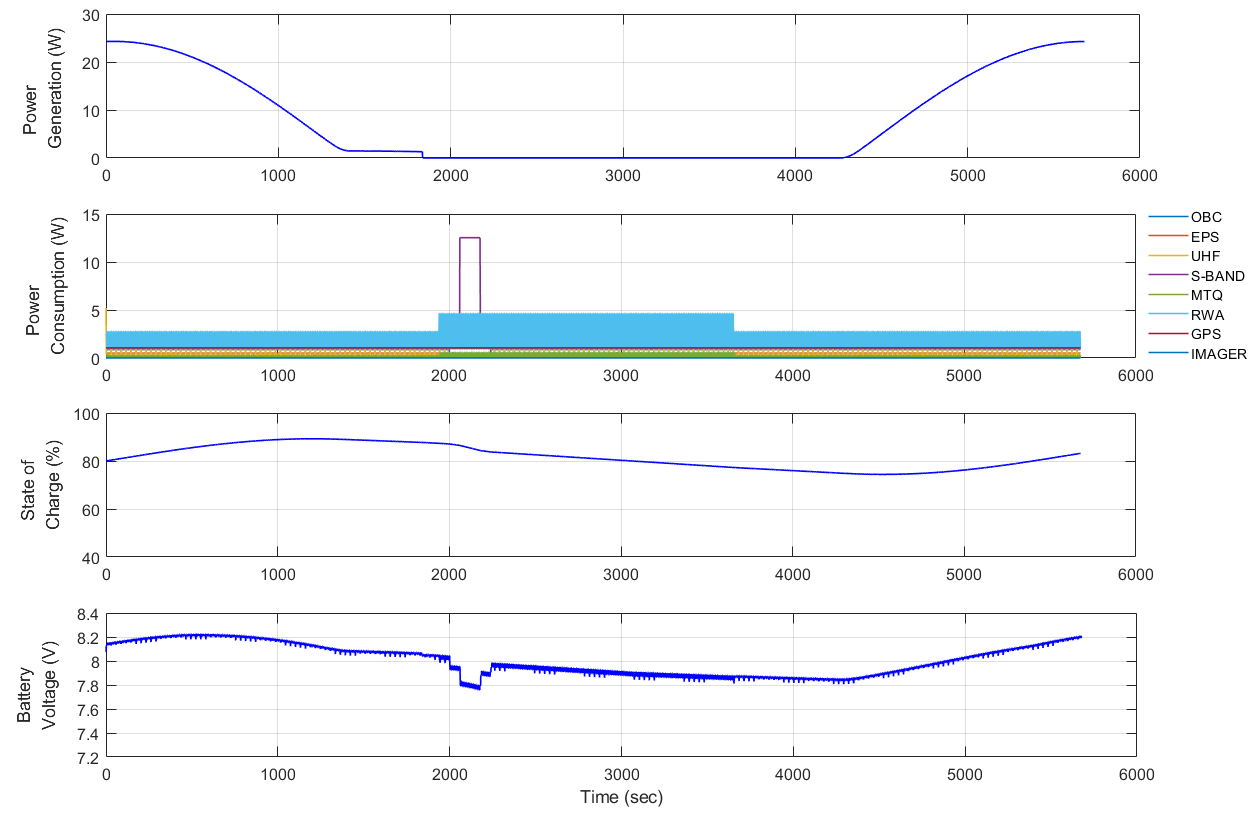 30
20
10
0
Power
Generation (W)
0 1000 2000 3000 4000 5000 6000
15
10
5
0
Power
Consumption (W)
0 1000 2000 3000 4000 5000 6000
OBC
EPS
UHF
S-BAND
MTQ
RWA
GPS
IMAGER
100
80
60
40
State of
Charge (%)
0 1000 2000 3000 4000 5000 6000
8.4
8.2
8
7.8
7.6
7.4
7.2
Battery
Voltage (V)
0 1000 2000 3000 4000 5000 6000
Time (sec)